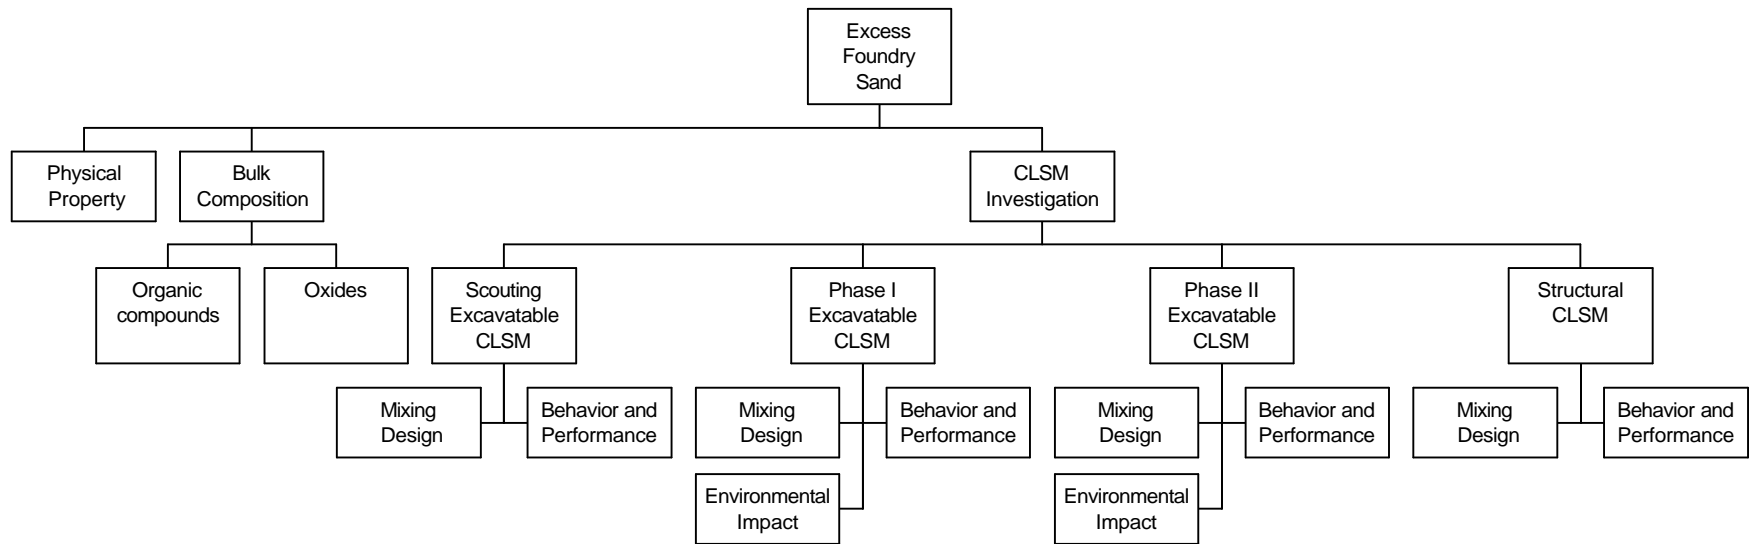 Excess
Foundry
Sand
Physical
Property
Bulk
Composition
CLSM
Investigation
Organic
compounds
Oxides
Scouting
Excavatable
CLSM
Phase I
Excavatable
CLSM
Phase II
Excavatable
CLSM
Structural
CLSM
Mixing
Design
Behavior and
Performance
Mixing
Design
Behavior and
Performance
Mixing
Design
Behavior and
Performance
Mixing
Design
Behavior and
Performance
Environmental
Impact
Environmental
Impact